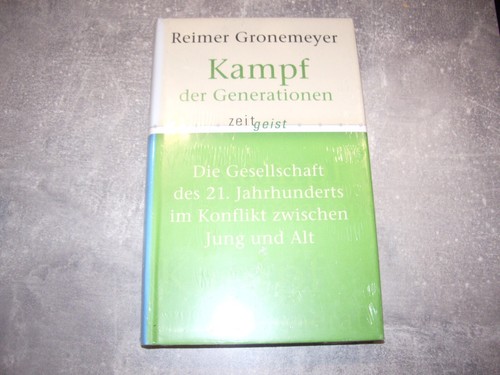 Reimer Gronemeyer
Kampf
der Generationen
zeitgeist
Die Gesellschaft
des 21. Jahrhunderts
im Konflikt zwischen
Jung und Alt